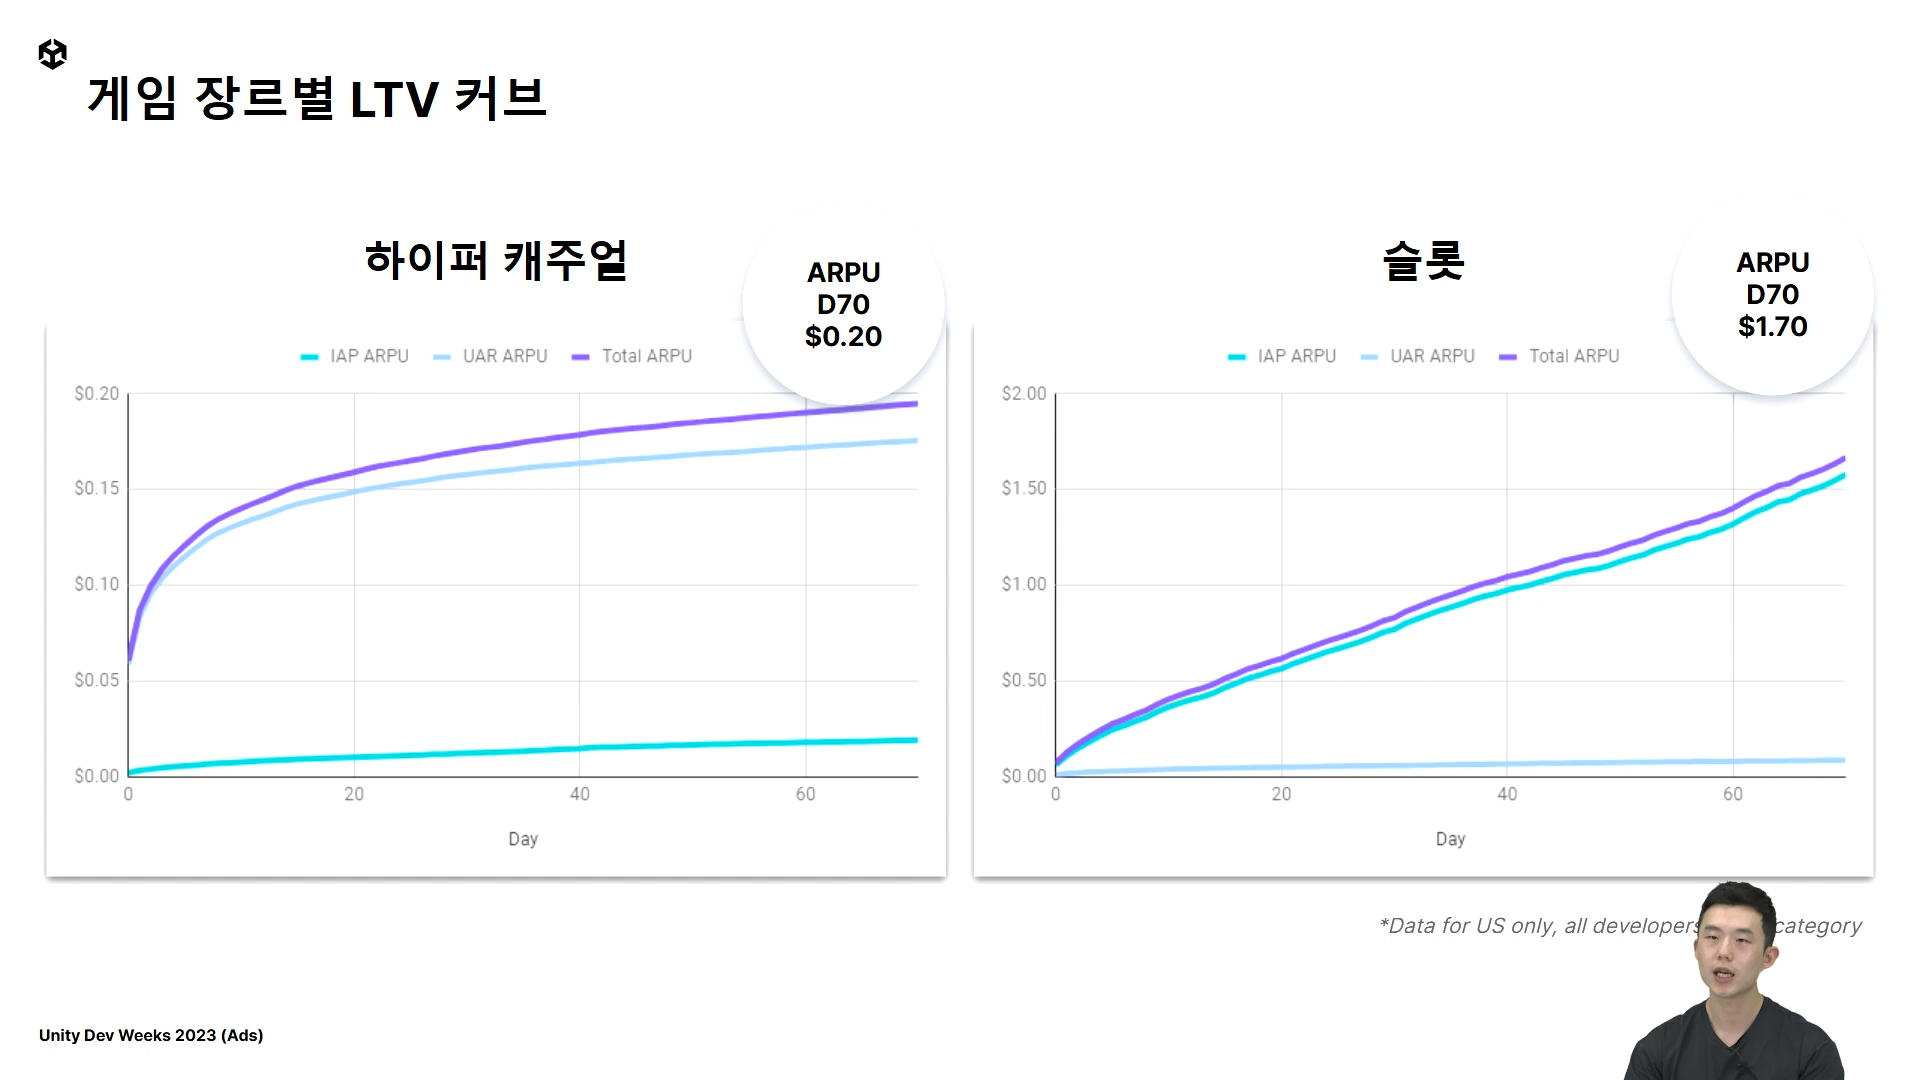 게임 장르별 LTV 커브
하이퍼 캐주얼
ARPU
D70
$0.20
IAP ARPU
UAR ARPU
Total ARPU
$0.20
$0.15
$0.10
$0.05
$0.00
0
20
40
60
Day
슬롯
ARPU
D70
$1.70
IAP ARPU
UAR ARPU
Total ARPU
$2.00
$1.50
$1.00
$0.50
$0.00
0
20
40
60
Day
*Data for US only, all developers category
Unity Dev Weeks 2023 (Ads)